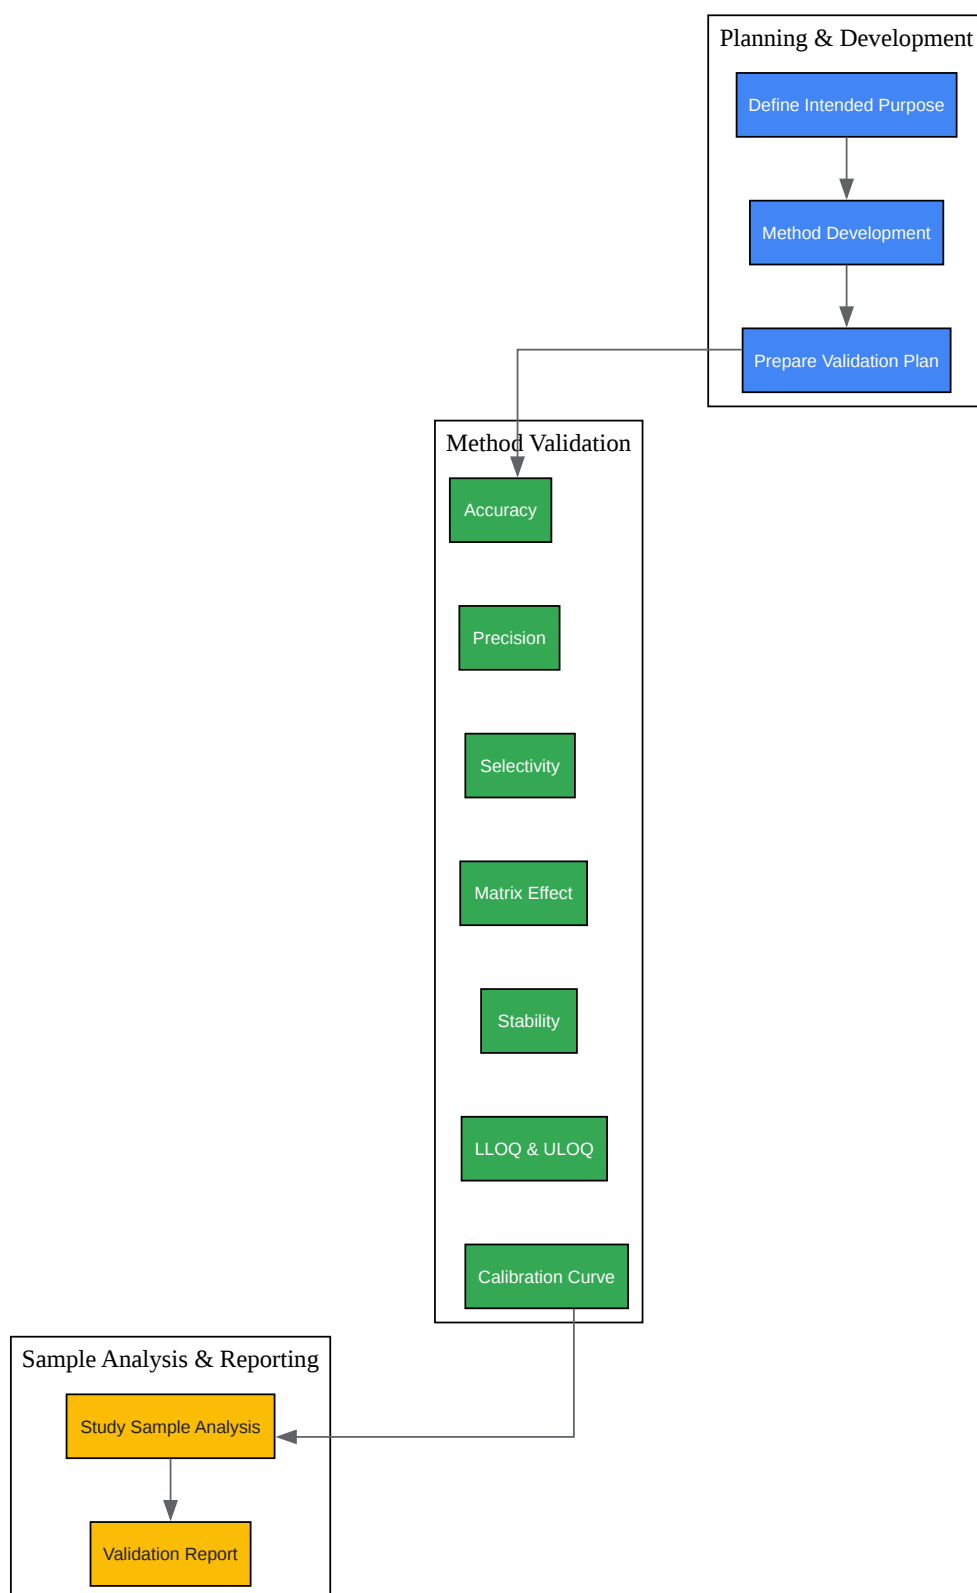 Planning & Development
Define Intended Purpose
Method Development
Prepare Validation Plan
Method Validation
Accuracy
Precision
Selectivity
Matrix Effect
Stability
LLOQ & ULOQ
Calibration Curve
Sample Analysis & Reporting
Study Sample Analysis
Validation Report